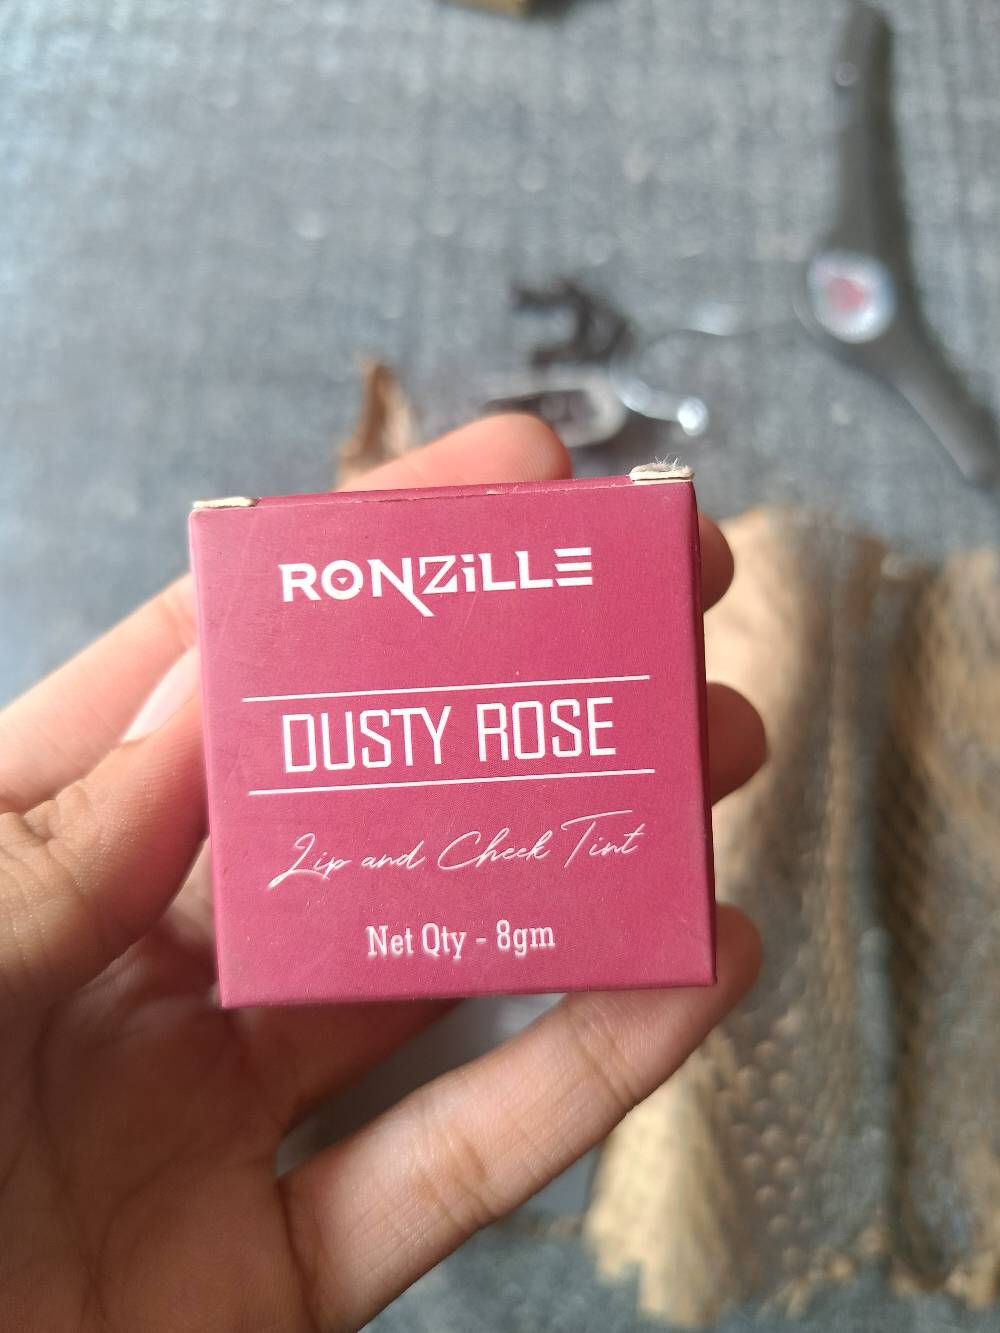 RONZiLLE
DUSTY ROSE
Lip and Cheek Tint
Net Qty - 8gm